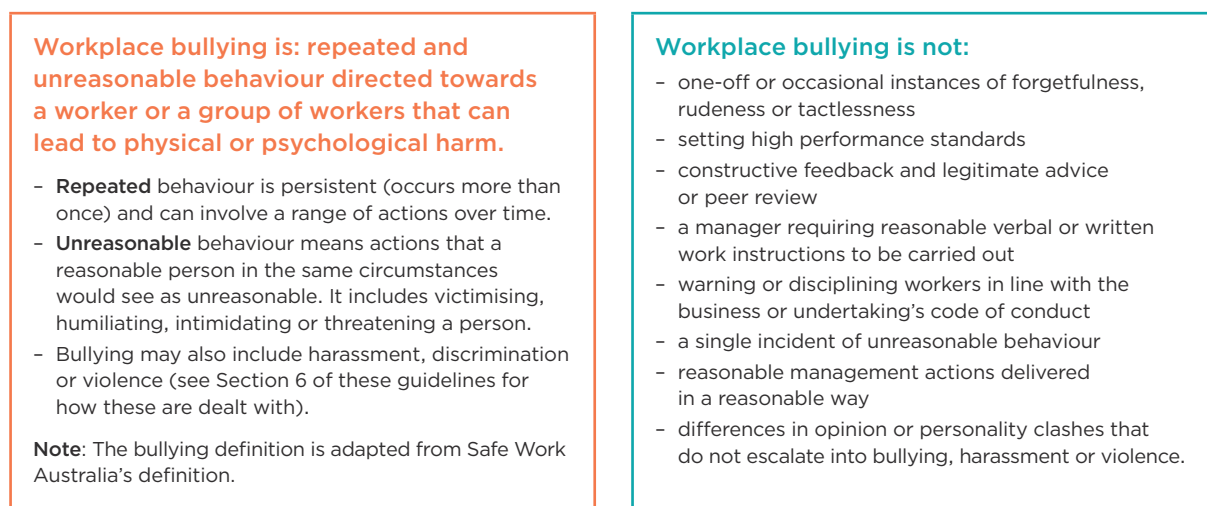 Workplace bullying is: repeated and
unreasonable behaviour directed towards
a worker or a group of workers that can
lead to physical or psychological harm.
– Repeated behaviour is persistent (occurs more than
once) and can involve a range of actions over time.
– Unreasonable behaviour means actions that a
reasonable person in the same circumstances
would see as unreasonable. It includes victimising,
humiliating, intimidating or threatening a person.
– Bullying may also include harassment, discrimination
or violence (see Section 6 of these guidelines for
how these are dealt with).
Note: The bullying definition is adapted from Safe Work
Australia’s definition.
Workplace bullying is not:
– one-off or occasional instances of forgetfulness,
rudeness or tactlessness
– setting high performance standards
– constructive feedback and legitimate advice
or peer review
– a manager requiring reasonable verbal or written
work instructions to be carried out
– warning or disciplining workers in line with the
business or undertaking’s code of conduct
– a single incident of unreasonable behaviour
– reasonable management actions delivered
in a reasonable way
– differences in opinion or personality clashes that
do not escalate into bullying, harassment or violence.